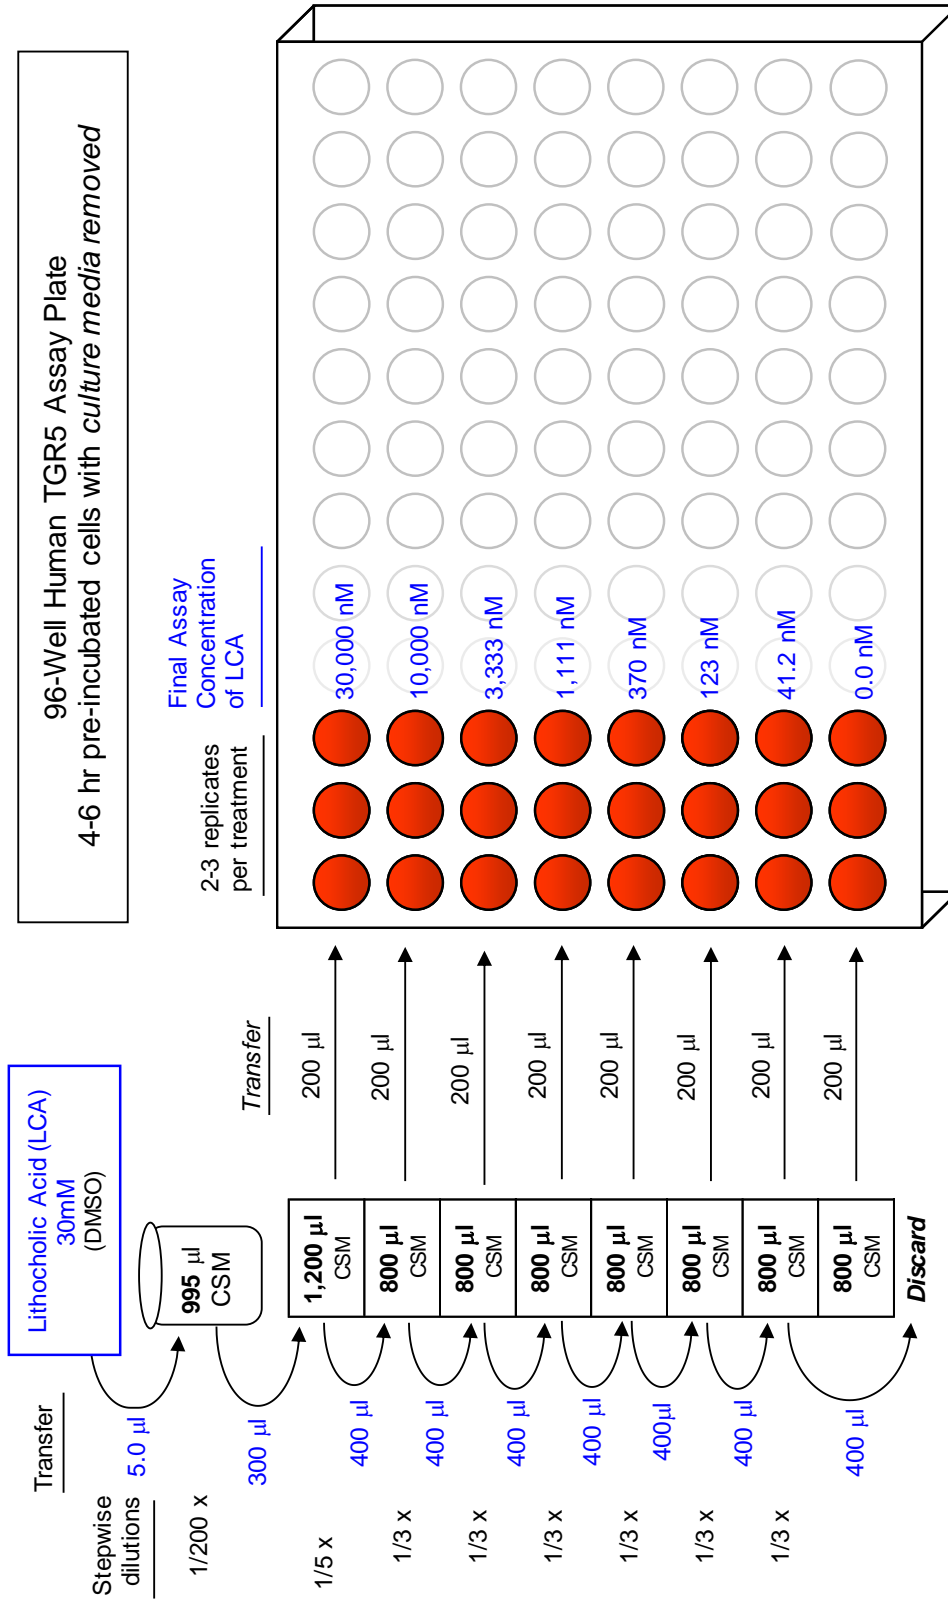 96-Well Human TGR5 Assay Plate
4-6 hr pre-incubated cells with culture media removed
Lithocholic Acid (LCA)
30mM
(DMSO)
Stepwise
dilutions
Transfer
Transfer
2-3 replicates
per treatment
Final Assay
Concentration
of LCA
1/200 x
5.0 µl
995 µl
CSM
1/5 x
300 µl
1,200 µl
CSM
200 µl
30,000 nM
1/3 x
400 µl
800 µl
CSM
200 µl
10,000 nM
1/3 x
400 µl
800 µl
CSM
200 µl
3,333 nM
1/3 x
400 µl
800 µl
CSM
200 µl
1,111 nM
1/3 x
400 µl
800 µl
CSM
200 µl
370 nM
1/3 x
400µl
800 µl
CSM
200 µl
123 nM
1/3 x
400 µl
800 µl
CSM
200 µl
41.2 nM
400 µl
800 µl
CSM
200 µl
0.0 nM
Discard